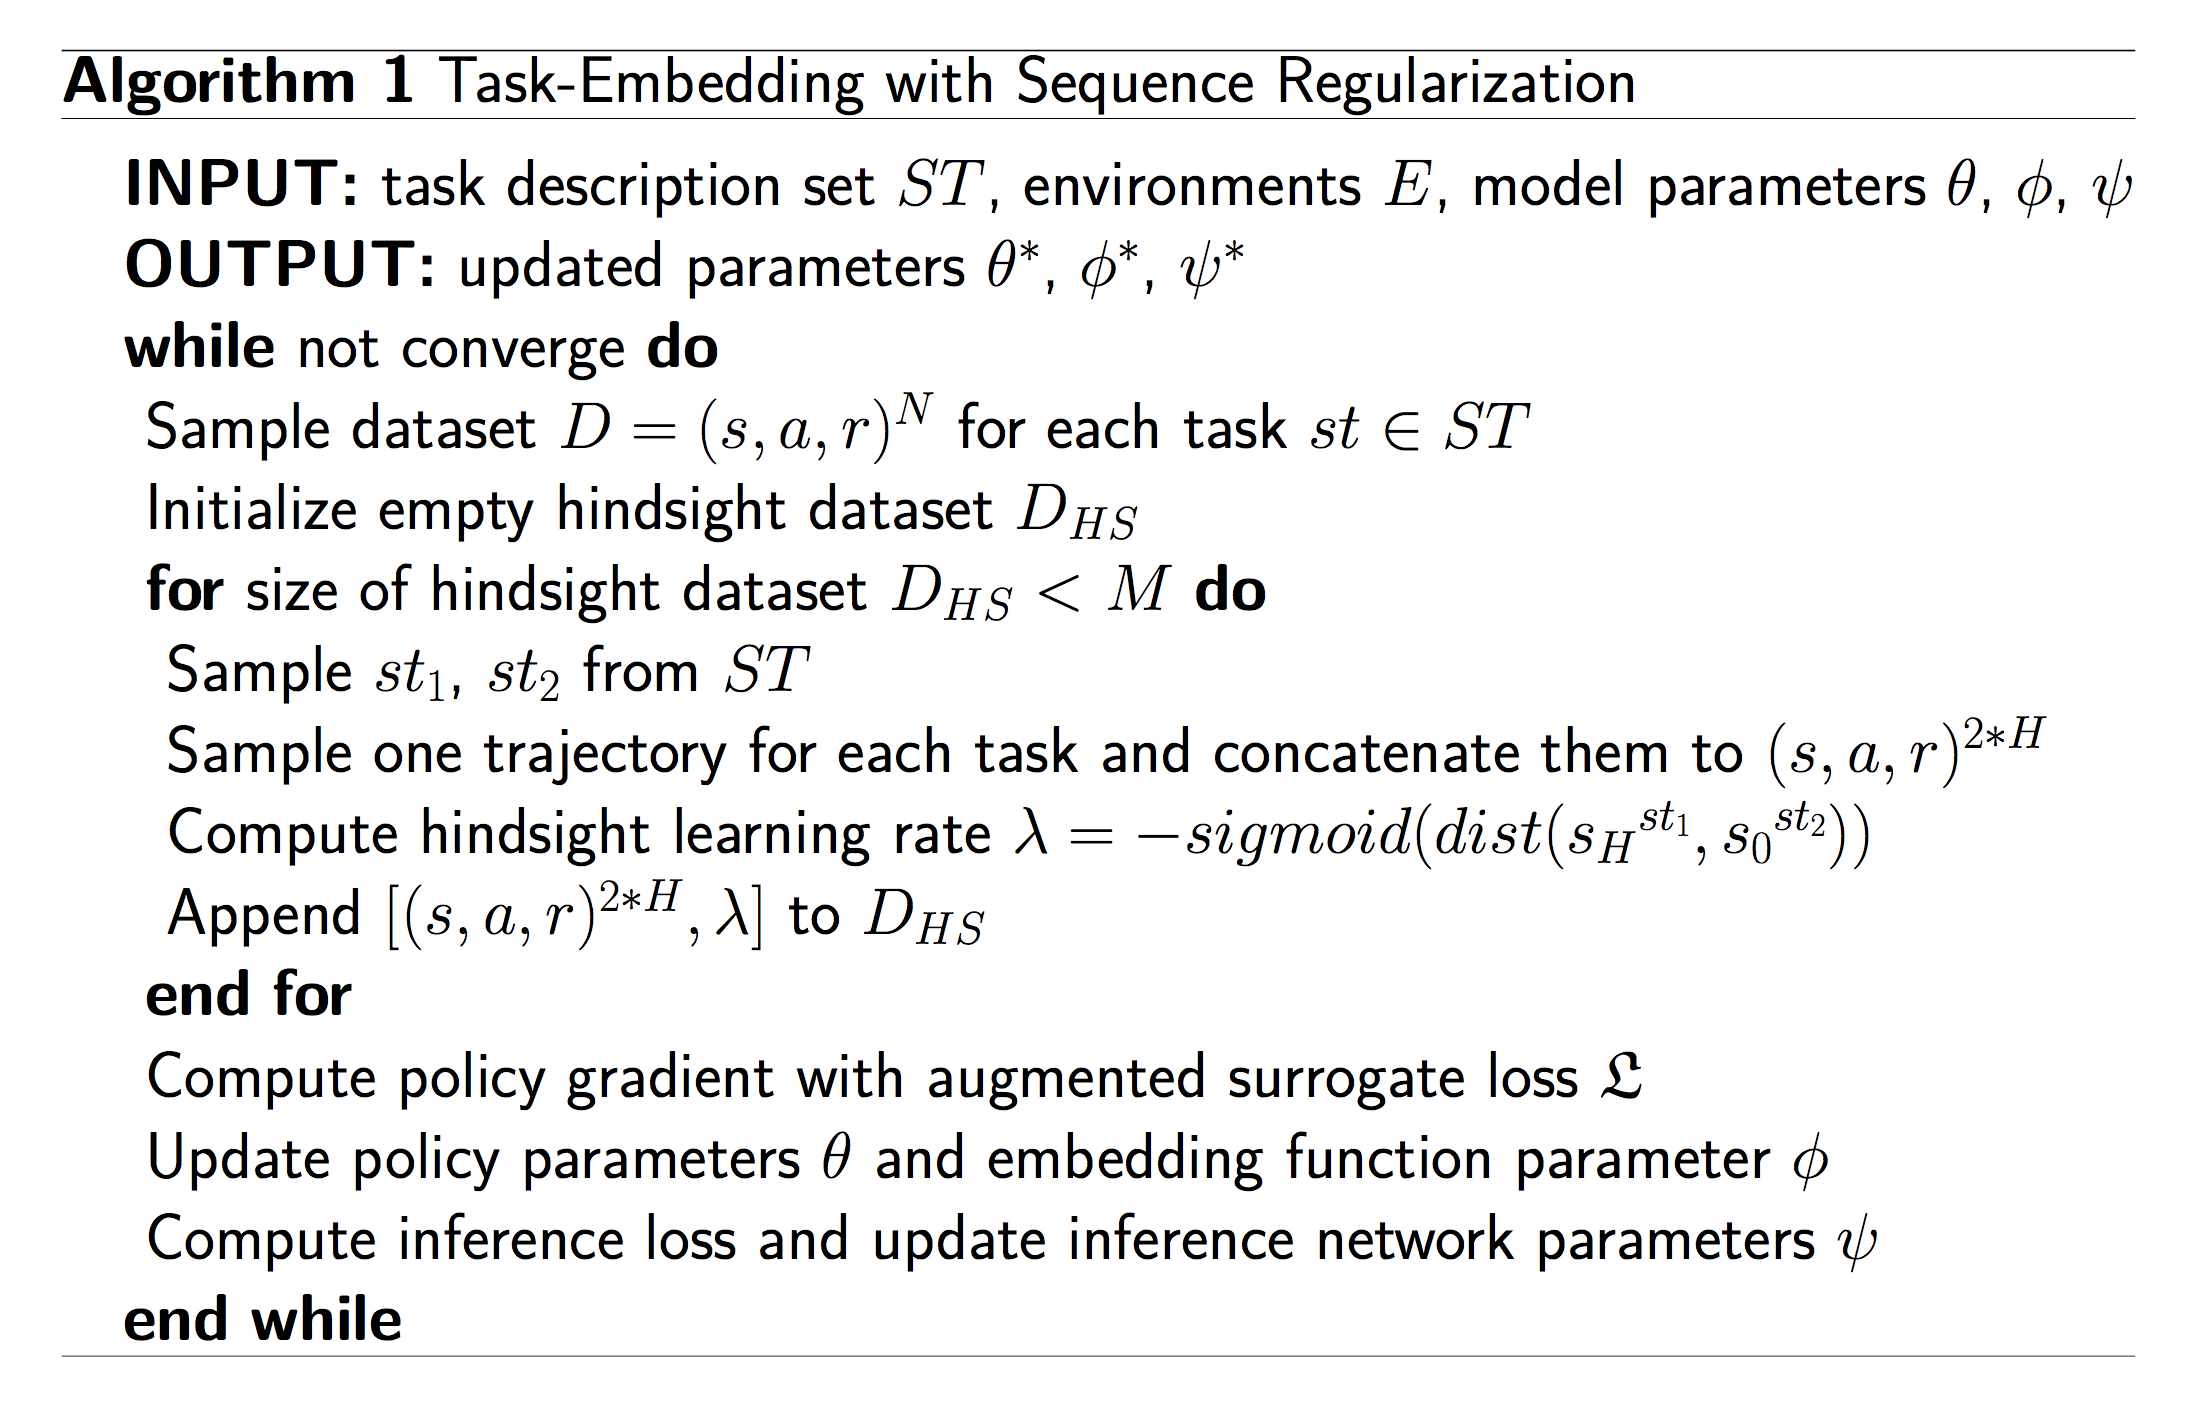 Algorithm 1 Task-Embedding with Sequence Regularization
INPUT: task description set $ST$, environments $E$, model parameters $\theta$, $\phi$, $\psi$
OUTPUT: updated parameters $\theta^*$, $\phi^*$, $\psi^*$
while not converge do
Sample dataset $D = (s, a, r)^N$ for each task $st \in ST$
Initialize empty hindsight dataset $D_{HS}$
for size of hindsight dataset $D_{HS} < M$ do
Sample $st_1$, $st_2$ from $ST$
Sample one trajectory for each task and concatenate them to $(s, a, r)^{2*H}$
Compute hindsight learning rate $\lambda = -sigmoid(dist(s_H{}^{st_1}, s_0{}^{st_2}))$
Append $[(s, a, r)^{2*H}, \lambda]$ to $D_{HS}$
end for
Compute policy gradient with augmented surrogate loss $\mathfrak{L}$
Update policy parameters $\theta$ and embedding function parameter $\phi$
Compute inference loss and update inference network parameters $\psi$
end while